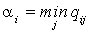 α_i = min_j q_ij